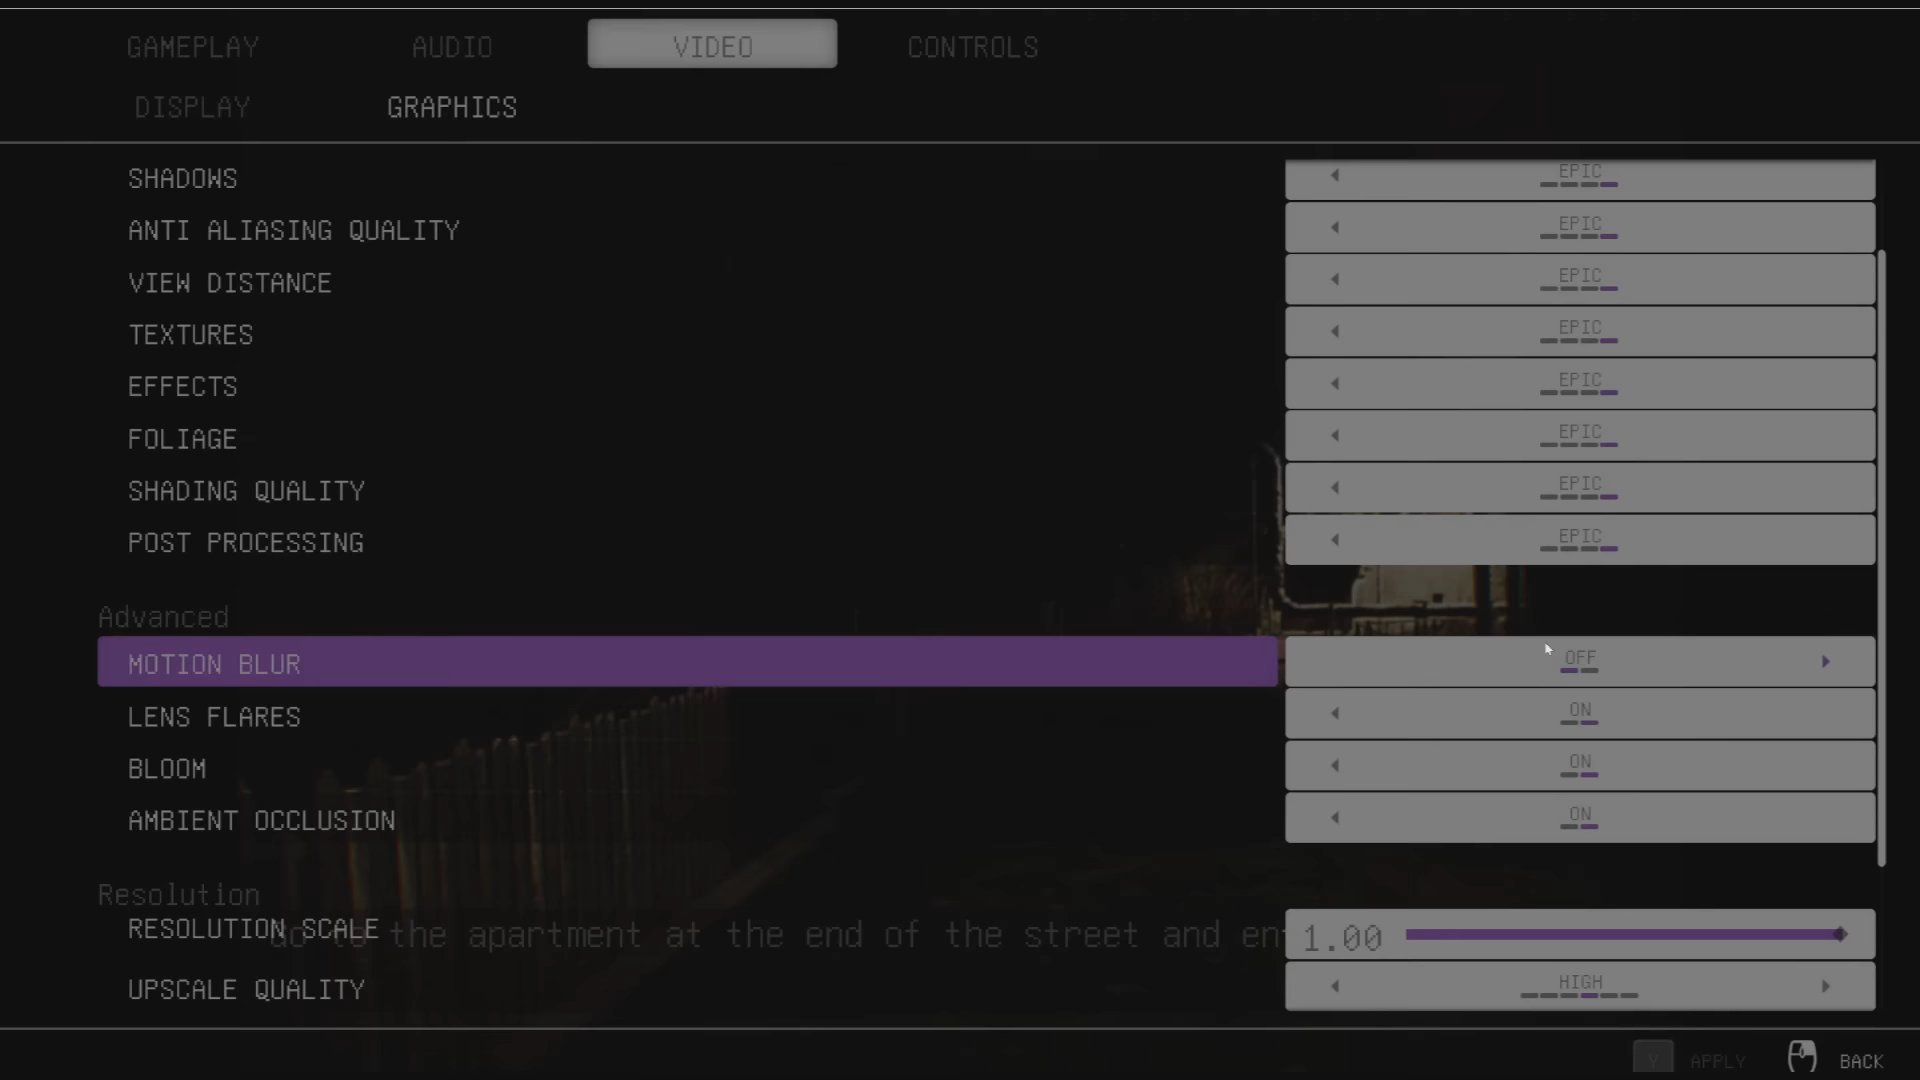 GAMEPLAY AUDIO VIDEO CONTROLS
DISPLAY GRAPHICS
SHADOWS EPIC
ANTI ALIASING QUALITY EPIC
VIEW DISTANCE EPIC
TEXTURES EPIC
EFFECTS EPIC
FOLIAGE EPIC
SHADING QUALITY EPIC
POST PROCESSING EPIC
Advanced
MOTION BLUR OFF
LENS FLARES ON
BLOOM ON
AMBIENT OCCLUSION ON
Resolution
RESOLUTION SCALE 1.00
the apartment at the end of the street and
UPSCALE QUALITY HIGH
Y APPLY BACK